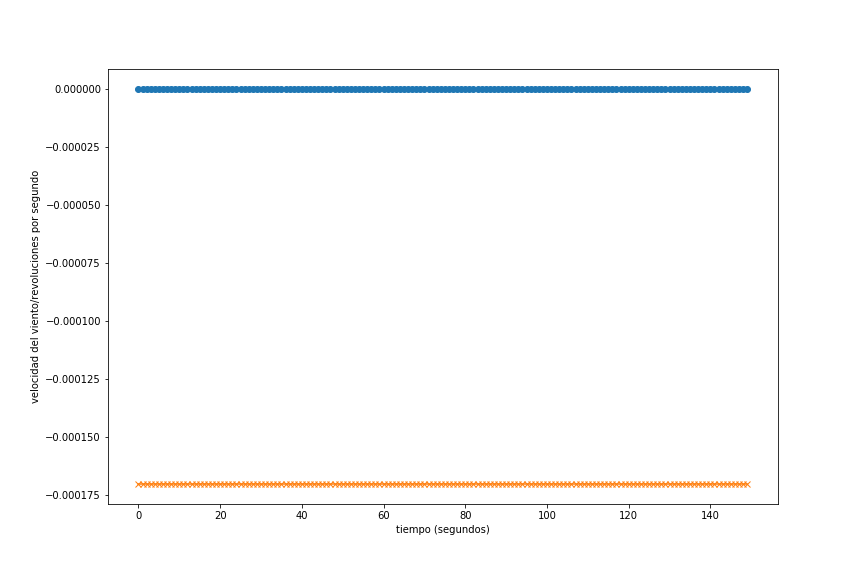 0.000000
−0.000025
−0.000050
−0.000075
−0.000100
−0.000125
−0.000150
−0.000175
velocidad del viento/revoluciones por segundo
0 20 40 60 80 100 120 140
tiempo (segundos)